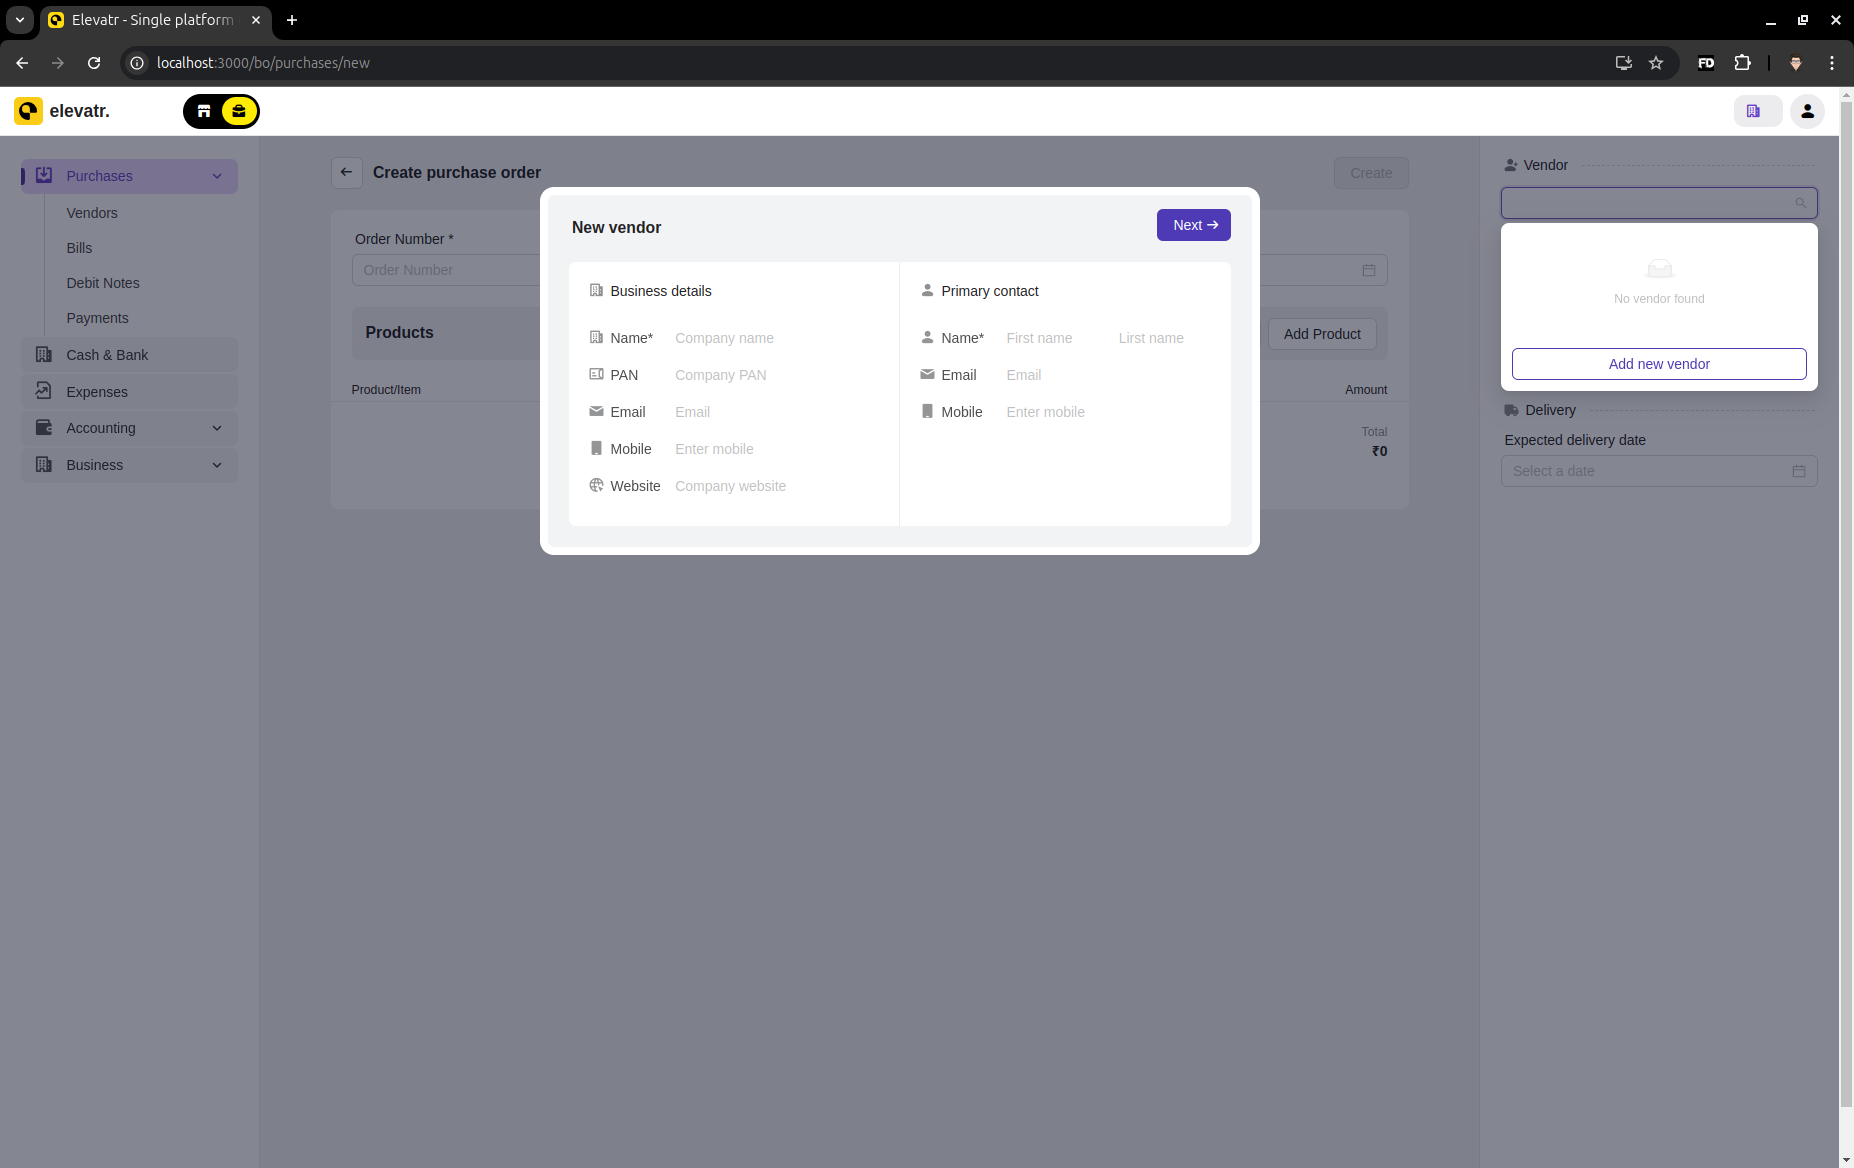 Elevatr - Single platform
localhost:3000/bo/purchases/new
FD
elevatr.
Purchases
Vendors
Bills
Debit Notes
Payments
Cash & Bank
Expenses
Accounting
Business
Create purchase order
Create
Order Number *
Order Number
Products
Add Product
Product/Item
Amount
Total
₹0
New vendor
Next
Business details
Name* Company name
PAN Company PAN
Email Email
Mobile Enter mobile
Website Company website
Primary contact
Name* First name Last name
Email Email
Mobile Enter mobile
Vendor
No vendor found
Add new vendor
Delivery
Expected delivery date
Select a date